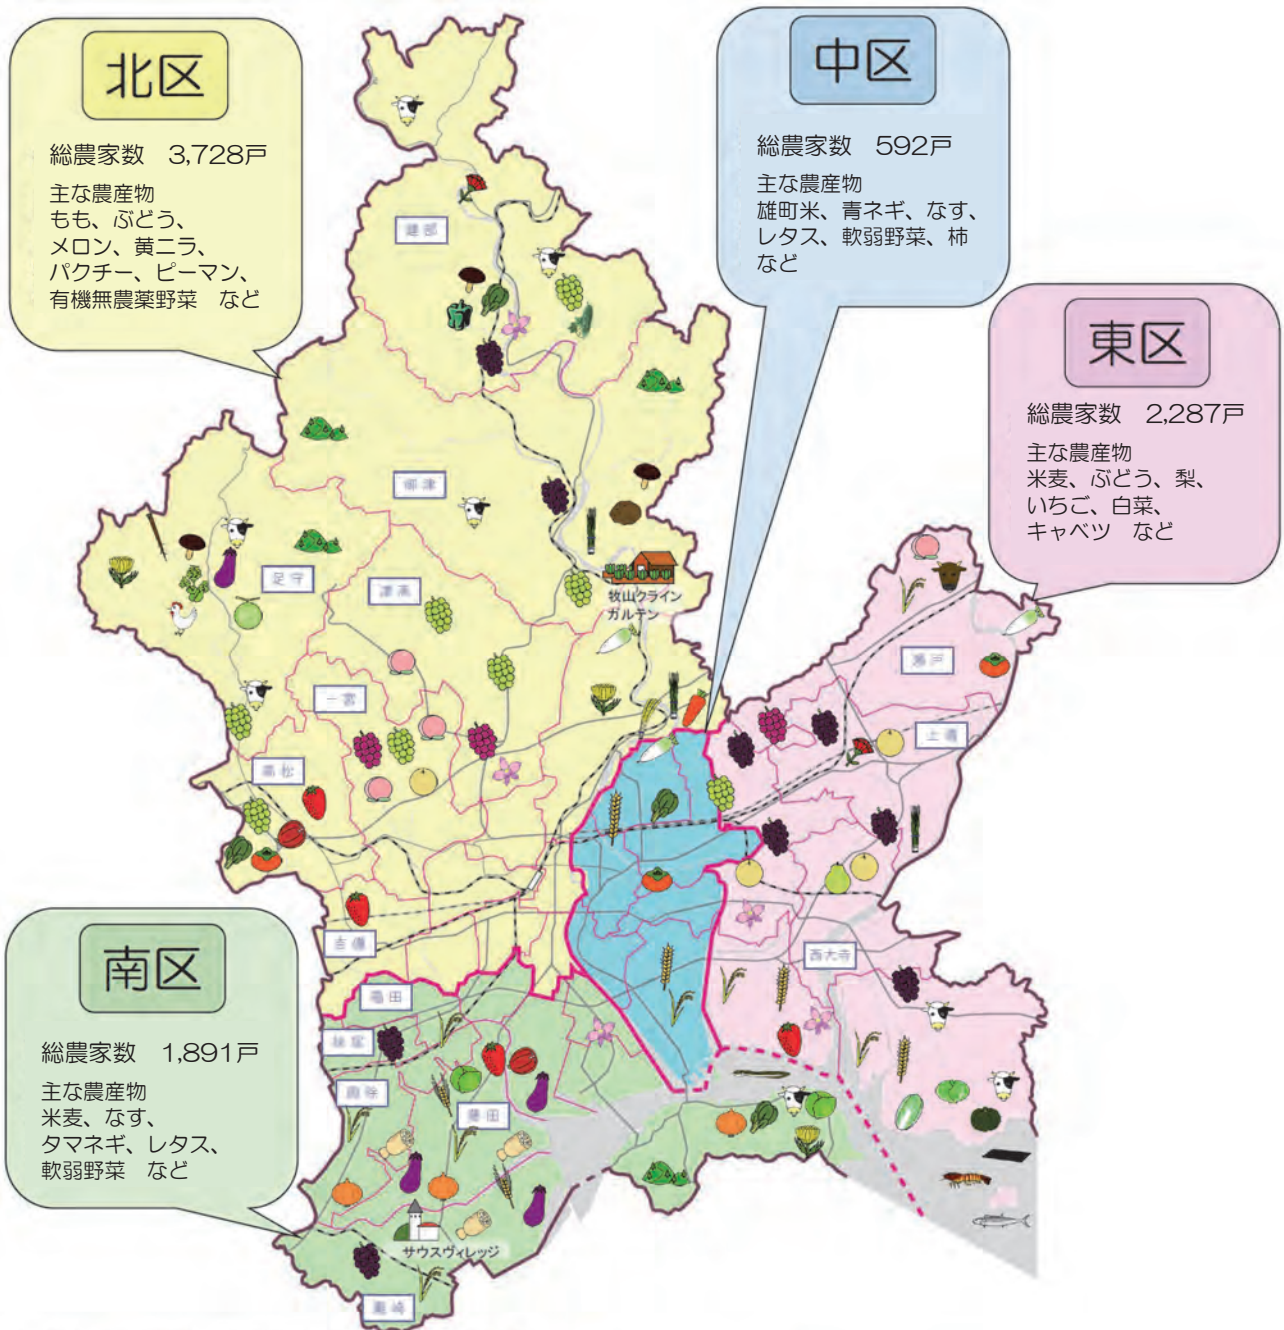 北区
総農家数 3,728戸
主な農産物
もも、ぶどう、
メロン、黄ニラ、
パクチー、ピーマン、
有機無農薬野菜 など
中区
総農家数 592戸
主な農産物
雄町米、青ネギ、なす、
レタス、軟弱野菜、柿
など
東区
総農家数 2,287戸
主な農産物
米麦、ぶどう、梨、
いちご、白菜、
キャベツ など
南区
総農家数 1,891戸
主な農産物
米麦、なす、
タマネギ、レタス、
軟弱野菜 など
建部
御津
足守
津高
牧山クライン
ガルテン
一宮
高松
瀬戸
上道
吉備
西大寺
福田
妹尾
興除
藤田
サウスヴィレッジ
灘崎